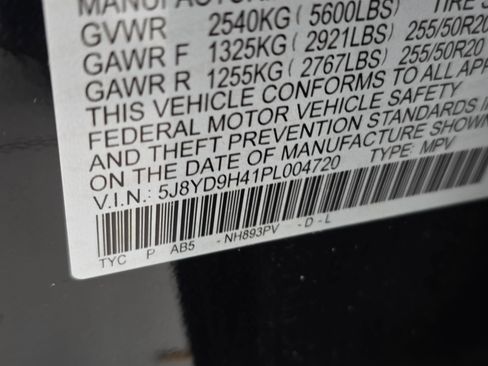 MANUFACTUR
GVWR 2540KG ( 5600LBS) TIRE S
GAWR F 1325KG ( 2921LBS) 255/50R20
GAWR R 1255KG ( 2767LBS) 255/50R20
THIS VEHICLE CONFORMS TO ALL APP
FEDERAL MOTOR VEHICLE SAFETY
AND THEFT PREVENTION STANDARDS IN
ON THE DATE OF MANUFACTURE SHOWN
V.I.N.: 5J8YD9H41PL004720 TYPE: MPV
TYC P AB5 -NH893PV -D-L